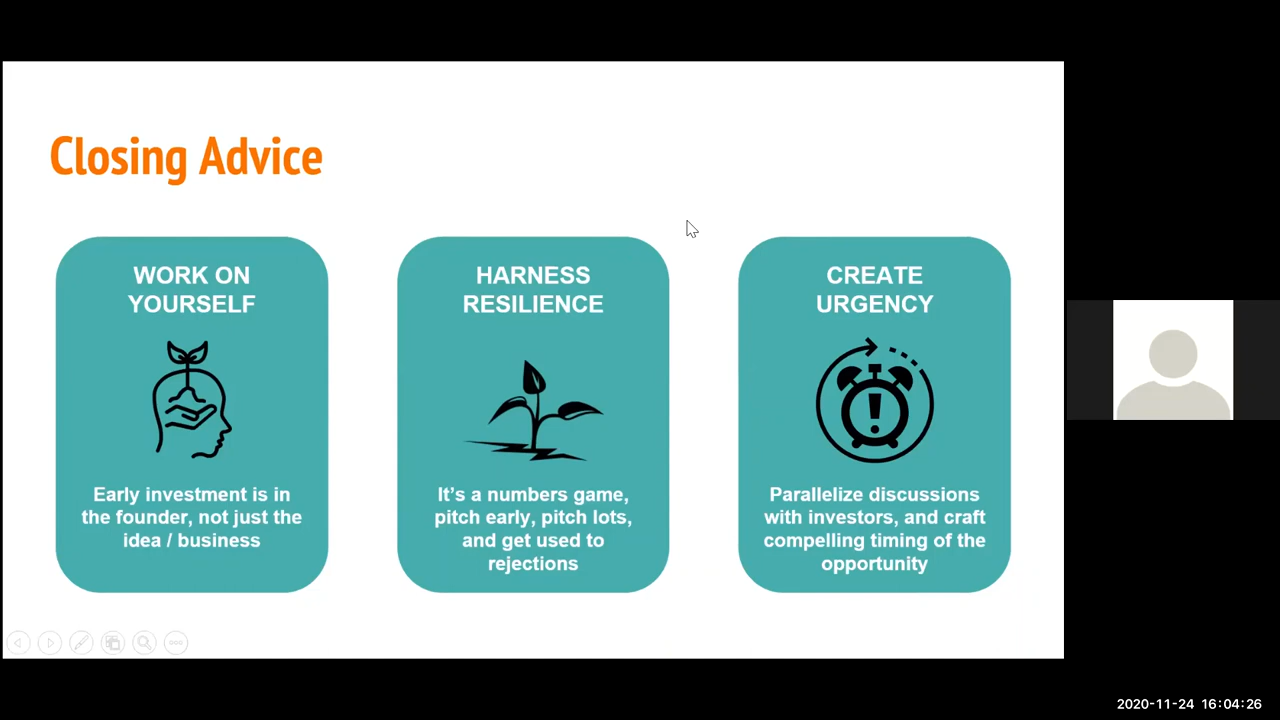 Closing Advice
WORK ON
YOURSELF
Early investment is in
the founder, not just the
idea / business
HARNESS
RESILIENCE
It’s a numbers game,
pitch early, pitch lots,
and get used to
rejections
CREATE
URGENCY
Parallelize discussions
with investors, and craft
compelling timing of the
opportunity
2020-11-24 16:04:26